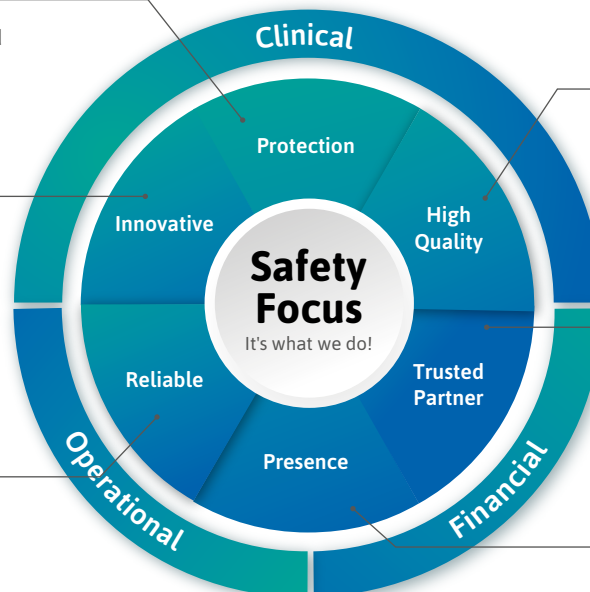 Clinical
Protection
High
Quality
Innovative
Safety
Focus
It's what we do!
Trusted
Partner
Reliable
Presence
Operational
Financial